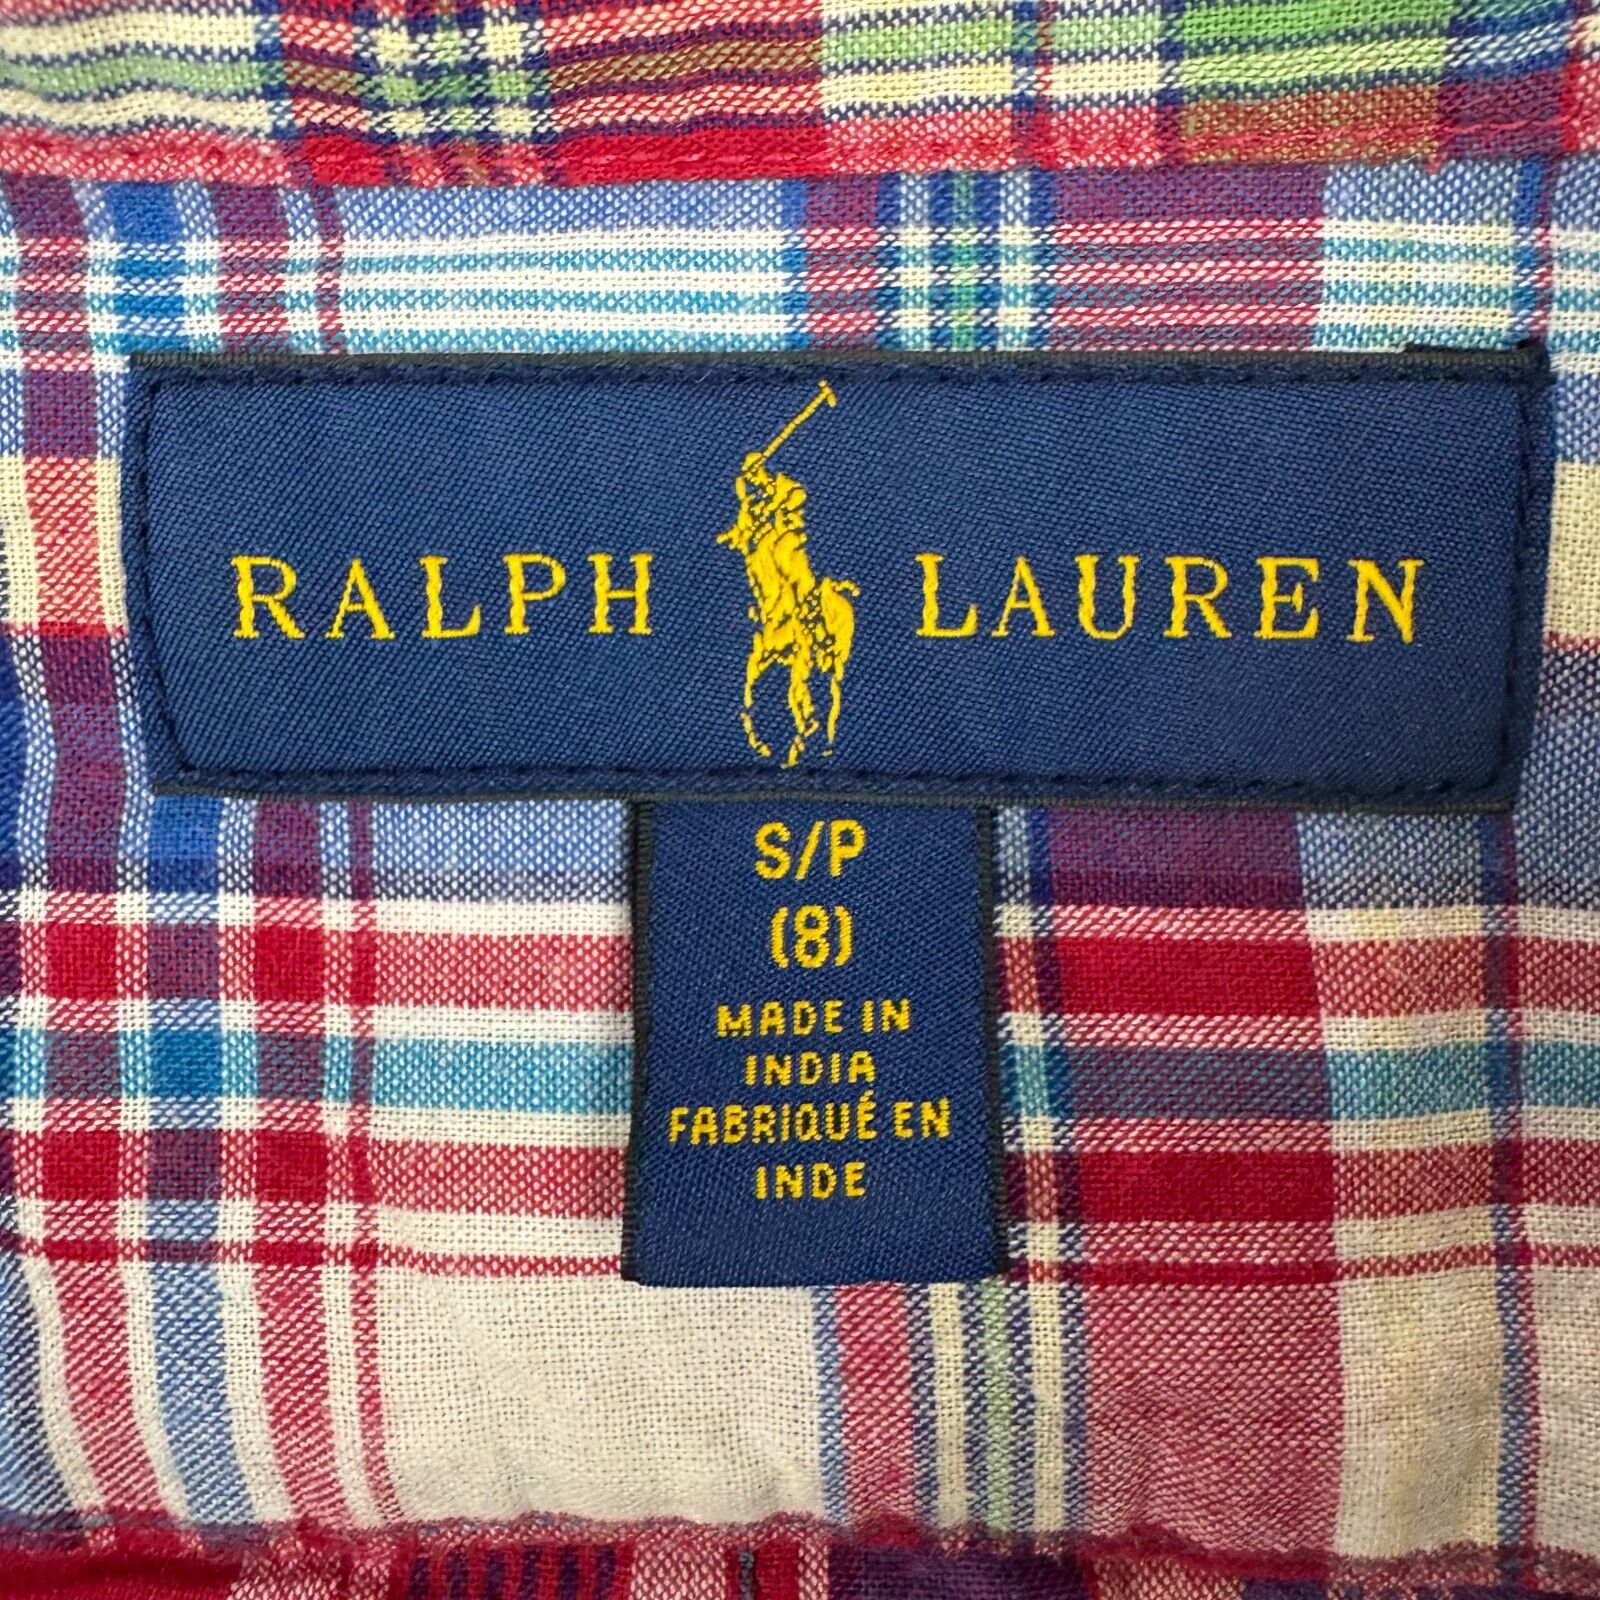 RALPH LAUREN
S/P
(8)
MADE IN
INDIA
FABRIQUÉ EN
INDE